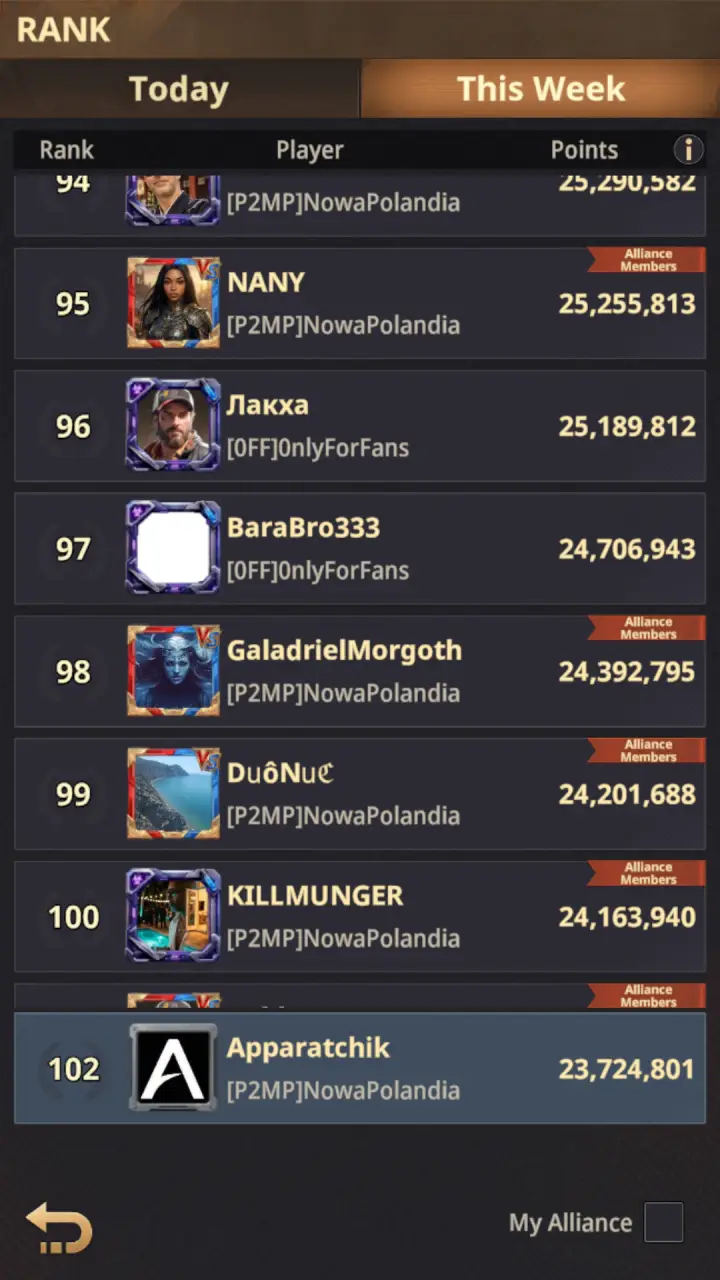 RANK
Today
This Week
Rank
Player
Points
94
[P2MP]NowaPolandia
25,290,582
95
NANY
[P2MP]NowaPolandia
Alliance
Members
25,255,813
96
Лакха
[0FF]0nlyForFans
25,189,812
97
BaraBro333
[0FF]0nlyForFans
24,706,943
98
GaladrielMorgoth
[P2MP]NowaPolandia
Alliance
Members
24,392,795
99
DuôNuℭ
[P2MP]NowaPolandia
Alliance
Members
24,201,688
100
KILLMUNGER
[P2MP]NowaPolandia
Alliance
Members
24,163,940
Alliance
Members
102
Apparatchik
[P2MP]NowaPolandia
23,724,801
My Alliance